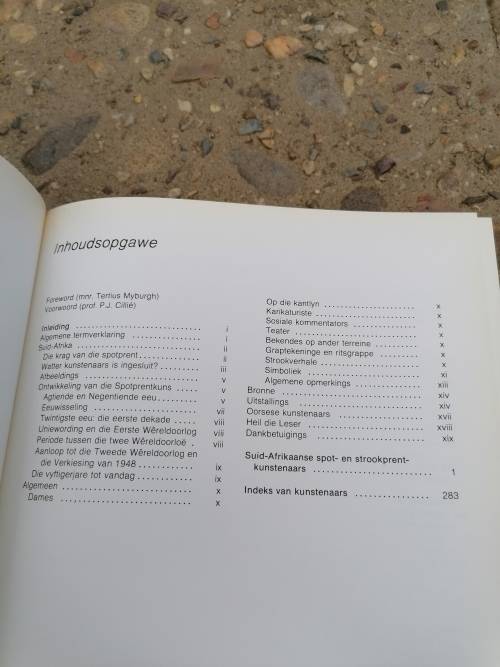 Inhoudsopgawe
Foreword (mnr. Tertius Myburgh)
Voorwoord (prof. P.J. Cillié)
Inleiding .......................... i
Algemene termverklaring .............. i
Suid-Afrika .......................... ii
Die krag van die spotprent ............ ii
Watter kunstenaars is ingesluit? ........ iii
Afbeeldings .......................... v
Ontwikkeling van die Spotprentkuns ..... v
Agtiende en Negentiende eeu ........... v
Eeuwisseling ........................ vii
Twintigste eeu: die eerste dekade ..... viii
Uniewording en die Eerste Wêreldoorlog viii
Periode tussen die twee Wêreldoorloë . viii
Aanloop tot die Tweede Wêreldoorlog en
die Verkiesing van 1948 ............ ix
Die vyftigerjare tot vandag ............ ix
Algemeen ............................ x
Dames .............................. x
Op die kantlyn ........................ x
Karikaturiste .......................... x
Sosiale kommentators ................ x
Teater ................................ x
Bekendes op ander terreine .......... x
Graptekeninge en ritsgrappe .......... x
Strookverhale ........................ x
Simboliek ............................ xi
Algemene opmerkings ................ xiii
Bronne ................................ xiv
Uitstallings ............................ xiv
Oorsese kunstenaars .................. xvii
Heil die Leser .......................... xviii
Dankbetuigings ........................ xix
Suid-Afrikaanse spot- en strookprent-
kunstenaars .......................... 1
Indeks van kunstenaars ................ 283